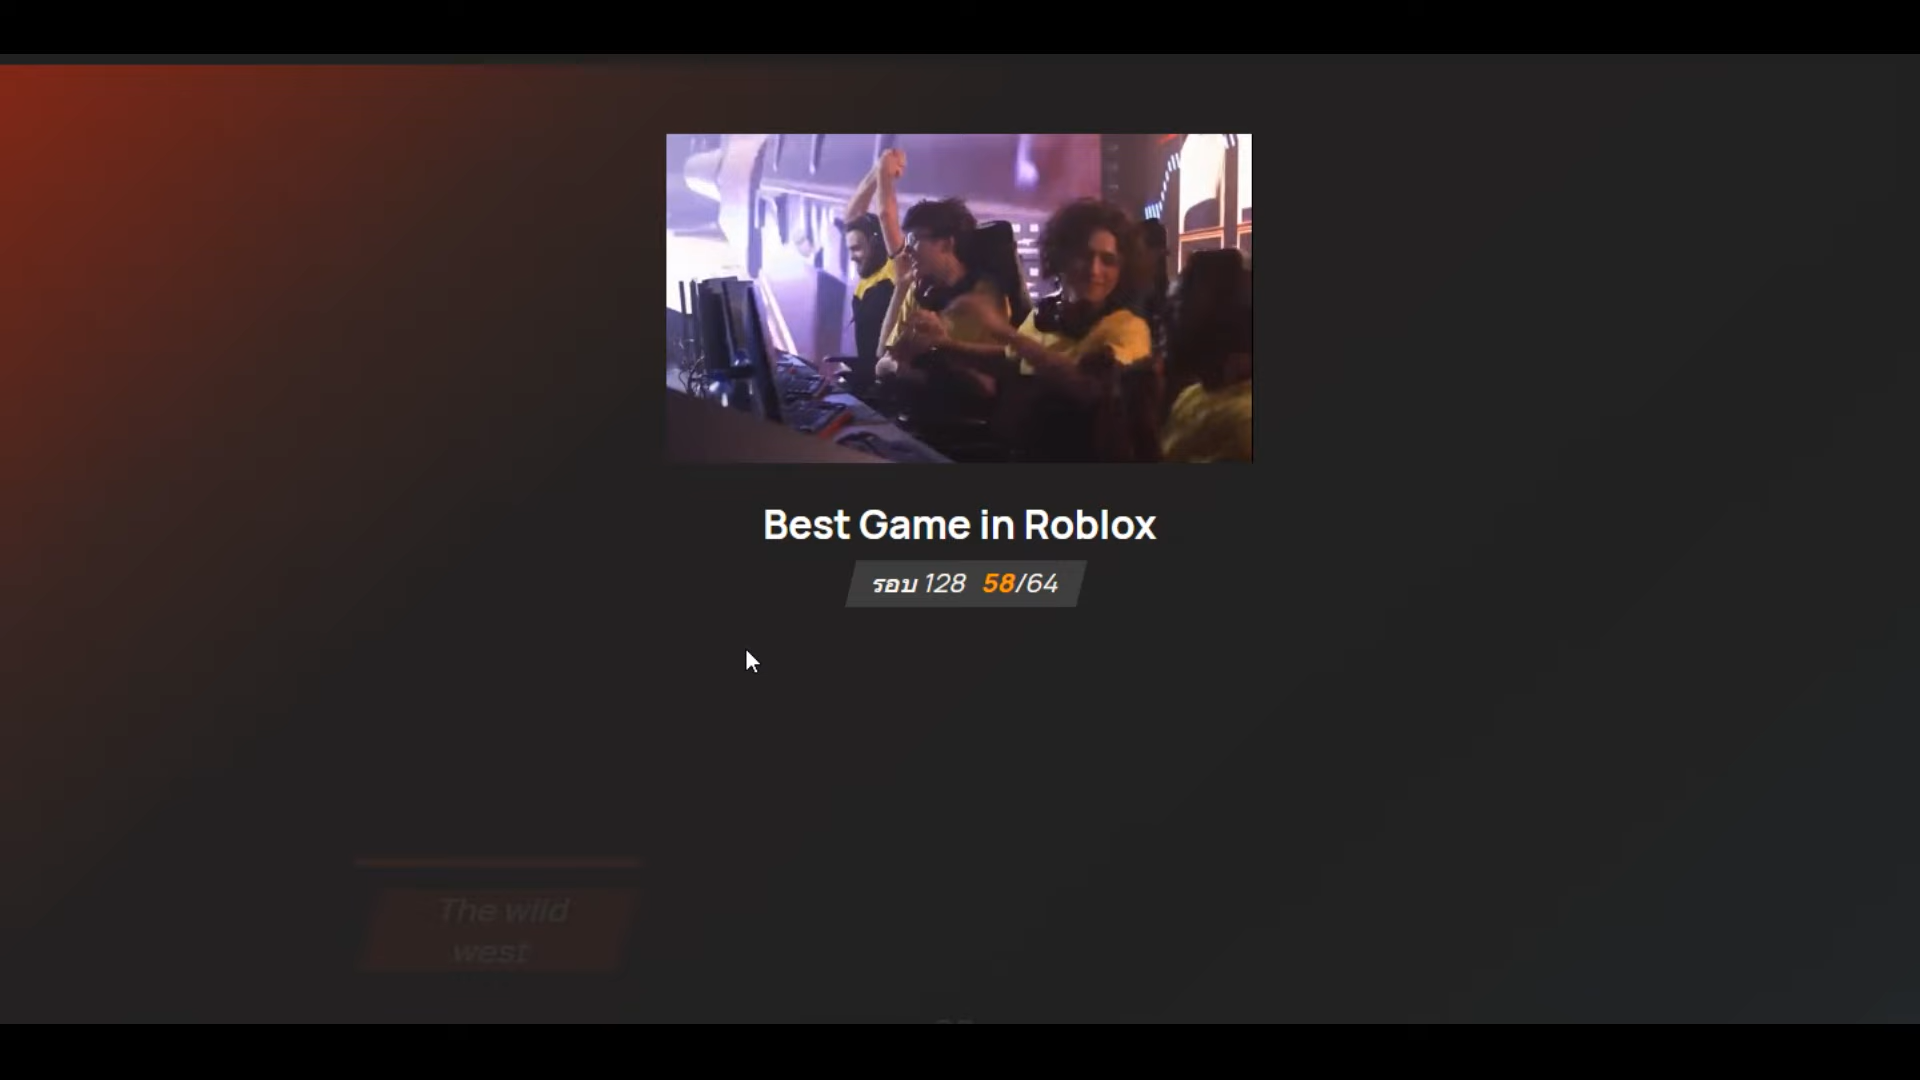 Best Game in Roblox
รอบ 128 58/64
The wild
west